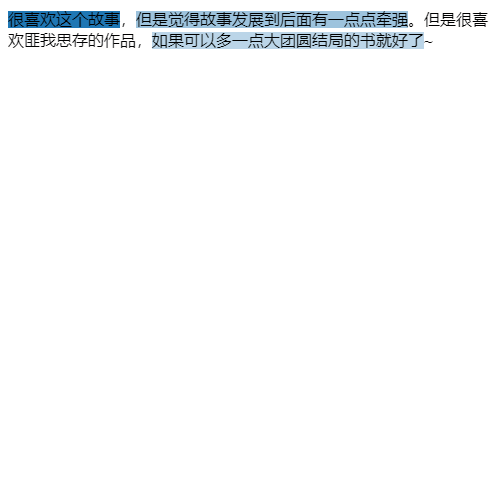 很喜欢这个故事，但是觉得故事发展到后面有一点点牵强。但是很喜
欢匪我思存的作品，如果可以多一点大团圆结局的书就好了~